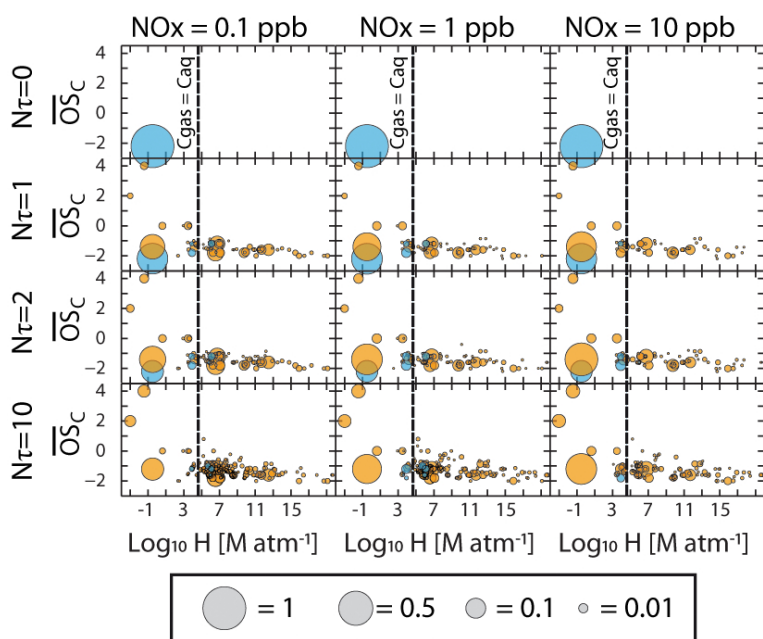 NOx = 0.1 ppb NOx = 1 ppb NOx = 10 ppb
Nτ=0
OSC
4
2
0
−2
Cgas = Caq
Cgas = Caq
Cgas = Caq
Nτ=1
OSC
4
2
0
−2
Nτ=2
OSC
4
2
0
−2
Nτ=10
OSC
4
2
0
−2
-1 3 7 11 15 -1 3 7 11 15 -1 3 7 11 15
Log₁₀ H [M atm⁻¹] Log₁₀ H [M atm⁻¹] Log₁₀ H [M atm⁻¹]
= 1 = 0.5 = 0.1 = 0.01